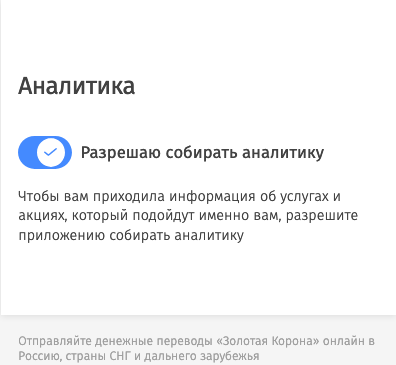 Аналитика
Разрешаю собирать аналитику
Чтобы вам приходила информация об услугах и
акциях, который подойдут именно вам, разрешите
приложению собирать аналитику
Отправляйте денежные переводы «Золотая Корона» онлайн в
Россию, страны СНГ и дальнего зарубежья